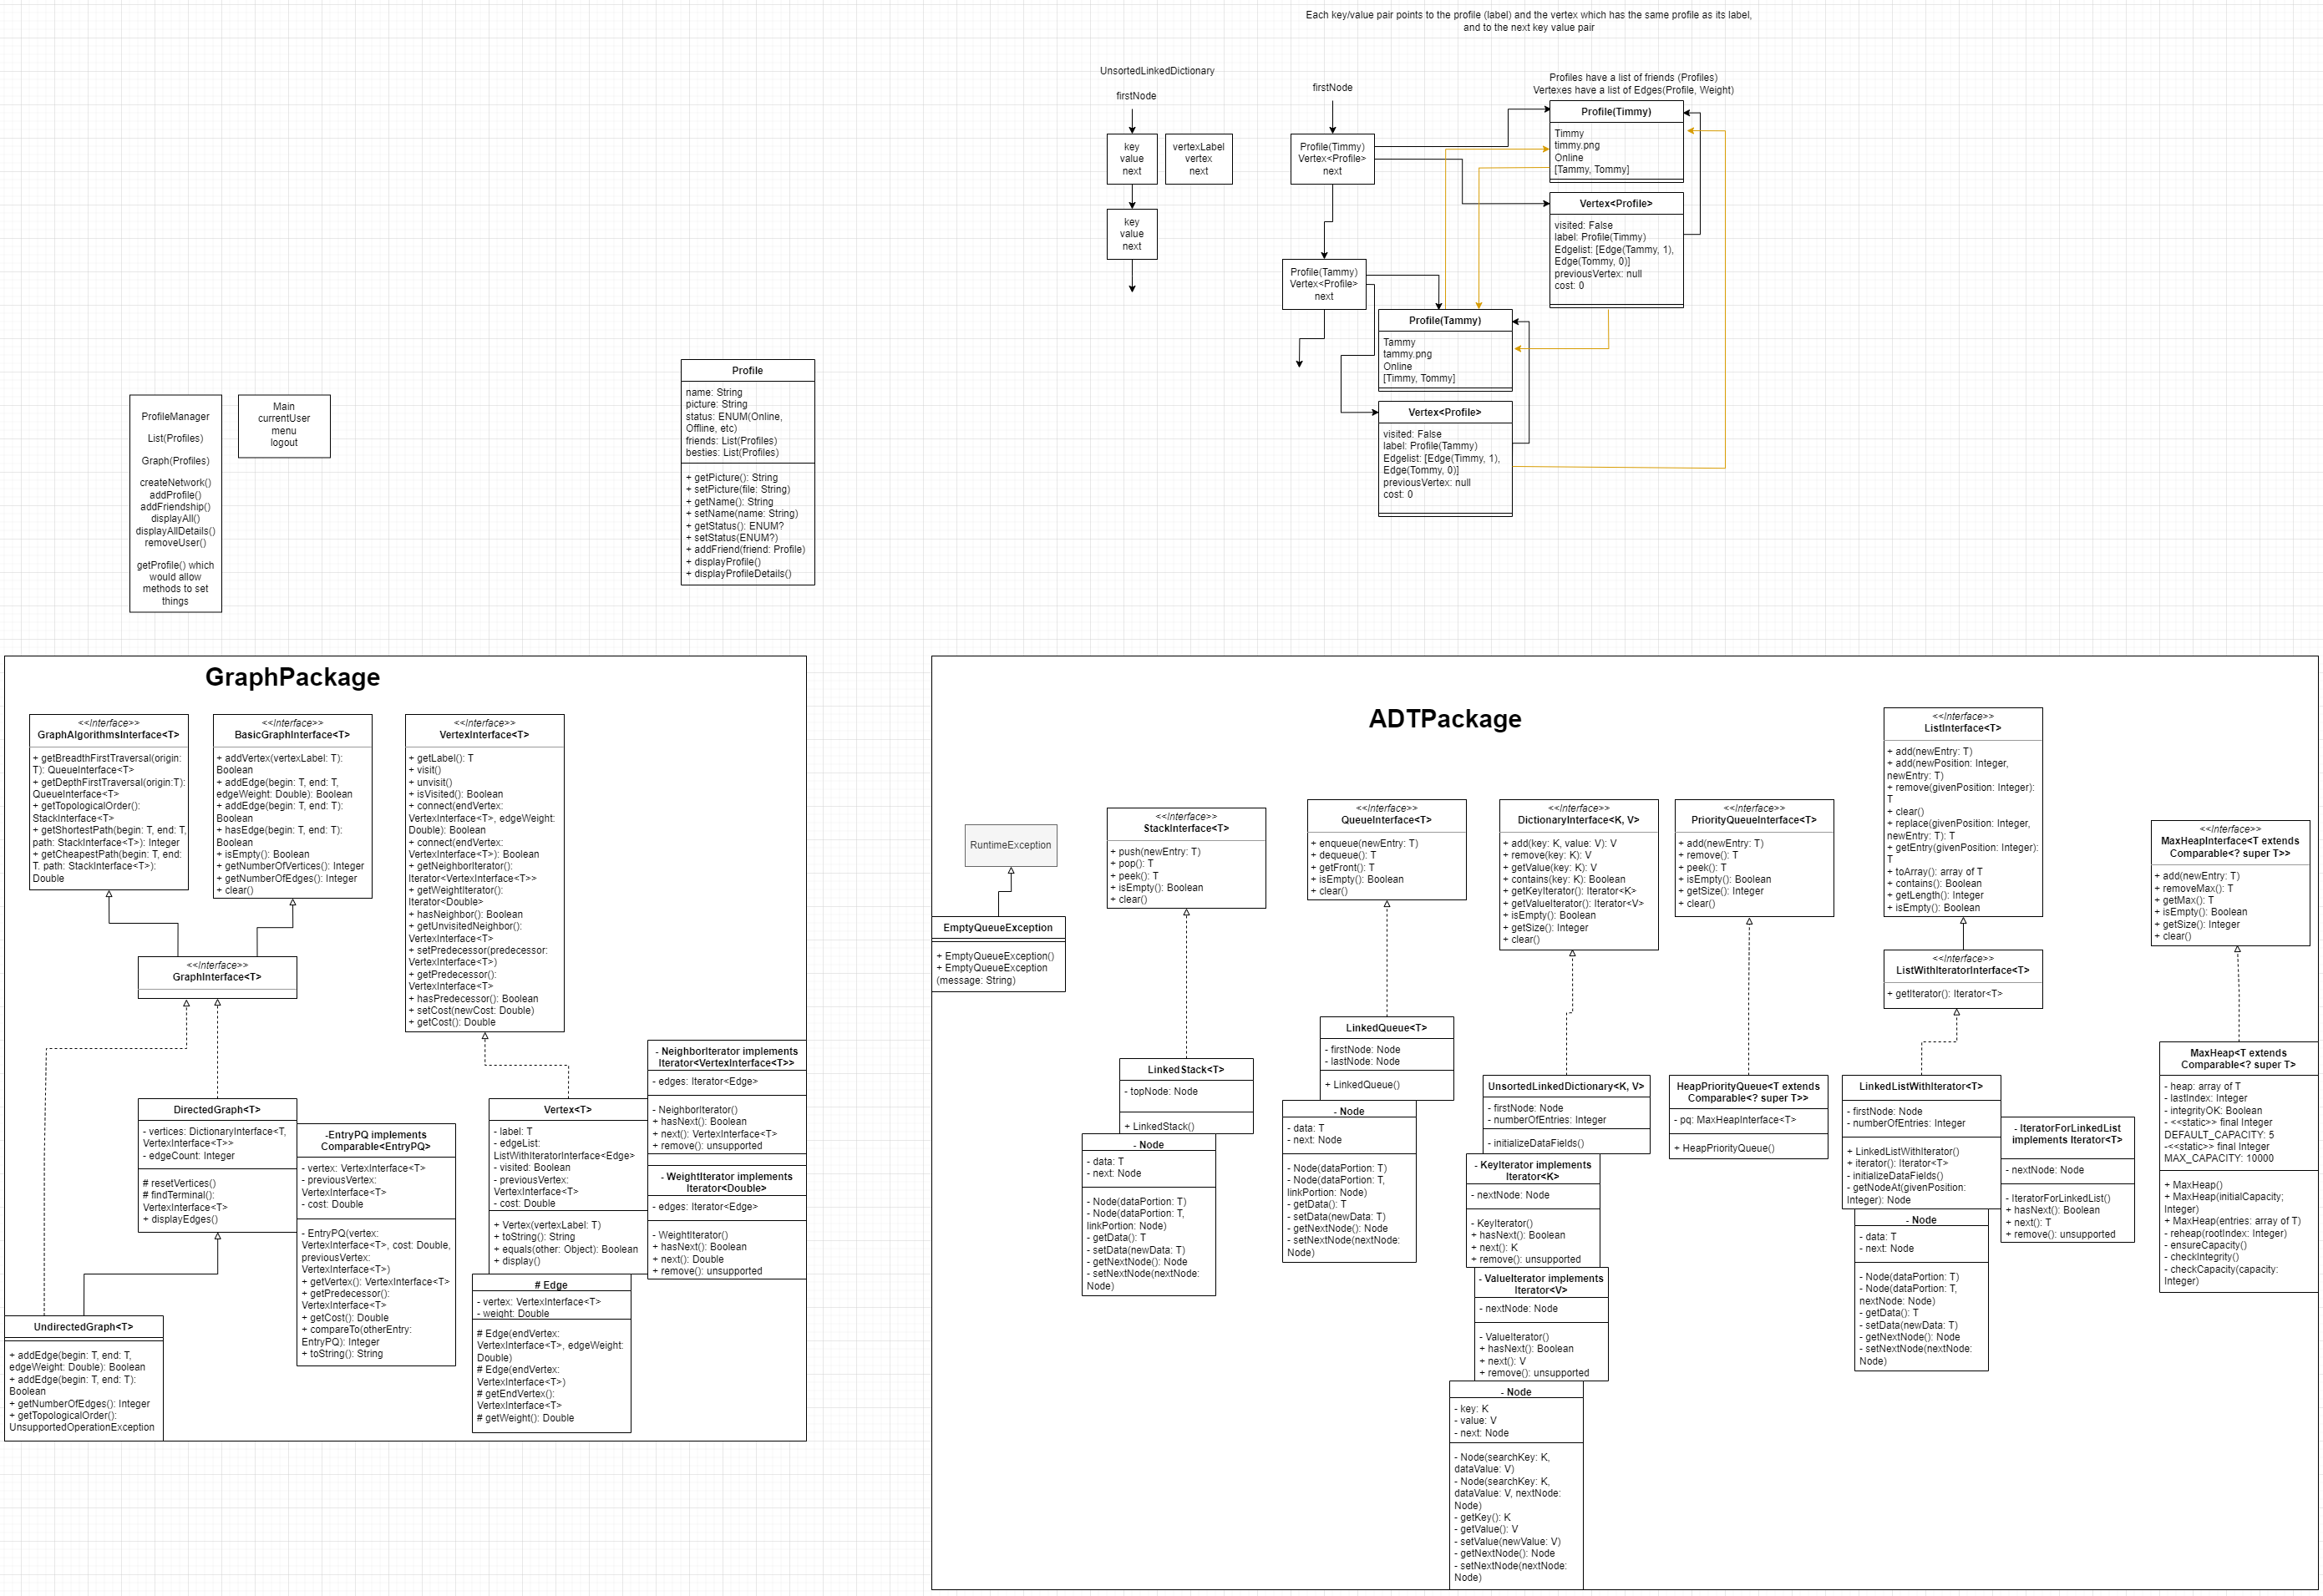 Each key/value pair points to the profile (label) and the vertex which has the same profile as its label,
and to the next key value pair
UnsortedLinkedDictionary
firstNode
key
value
next
vertexLabel
vertex
next
key
value
next
firstNode
Profile(Timmy)
Vertex<Profile>
next
Profile(Tammy)
Vertex<Profile>
next
Profiles have a list of friends (Profiles)
Vertexes have a list of Edges(Profile, Weight)
Profile(Timmy)
Timmy
timmy.png
Online
[Tammy, Tommy]
Vertex<Profile>
visited: False
label: Profile(Timmy)
Edgelist: [Edge(Tammy, 1),
Edge(Tommy, 0)]
previousVertex: null
cost: 0
Profile(Tammy)
Tammy
tammy.png
Online
[Timmy, Tommy]
Vertex<Profile>
visited: False
label: Profile(Tammy)
Edgelist: [Edge(Timmy, 1),
Edge(Tommy, 0)]
previousVertex: null
cost: 0
ProfileManager
List(Profiles)
Graph(Profiles)
createNetwork()
addProfile()
addFriendship()
displayAll()
displayAllDetails()
removeUser()
getProfile() which
would allow
methods to set
things
Main
currentUser
menu
logout
Profile
name: String
picture: String
status: ENUM(Online,
Offline, etc)
friends: List(Profiles)
besties: List(Profiles)
+ getPicture(): String
+ setPicture(file: String)
+ getName(): String
+ setName(name: String)
+ getStatus(): ENUM?
+ setStatus(ENUM?)
+ addFriend(friend: Profile)
+ displayProfile()
+ displayProfileDetails()
GraphPackage
<<Interface>>
GraphAlgorithmsInterface<T>
+ getBreadthFirstTraversal(origin:
T): QueueInterface<T>
+ getDepthFirstTraversal(origin:T):
QueueInterface<T>
+ getTopologicalOrder():
StackInterface<T>
+ getShortestPath(begin: T, end: T,
path: StackInterface<T>): Integer
+ getCheapestPath(begin: T, end:
T. path: StackInterface<T>):
Double
<<Interface>>
BasicGraphInterface<T>
+ addVertex(vertexLabel: T):
Boolean
+ addEdge(begin: T, end: T,
edgeWeight: Double): Boolean
+ addEdge(begin: T, end: T):
Boolean
+ hasEdge(begin: T, end: T):
Boolean
+ isEmpty(): Boolean
+ getNumberOfVertices(): Integer
+ getNumberOfEdges(): Integer
+ clear()
<<Interface>>
VertexInterface<T>
+ getLabel(): T
+ visit()
+ unvisit()
+ isVisited(): Boolean
+ connect(endVertex:
VertexInterface<T>, edgeWeight:
Double): Boolean
+ connect(endVertex:
VertexInterface<T>): Boolean
+ getNeighborIterator():
Iterator<VertexInterface<T>>
+ getWeightIterator():
Iterator<Double>
+ hasNeighbor(): Boolean
+ getUnvisitedNeighbor():
VertexInterface<T>
+ setPredecessor(predecessor:
VertexInterface<T>)
+ getPredecessor():
VertexInterface<T>
+ hasPredecessor(): Boolean
+ setCost(newCost: Double)
+ getCost(): Double
<<Interface>>
GraphInterface<T>
DirectedGraph<T>
- vertices: DictionaryInterface<T,
VertexInterface<T>>
- edgeCount: Integer
# resetVertices()
# findTerminal():
VertexInterface<T>
+ displayEdges()
-EntryPQ implements
Comparable<EntryPQ>
- vertex: VertexInterface<T>
- previousVertex:
VertexInterface<T>
- cost: Double
- EntryPQ(vertex:
VertexInterface<T>, cost: Double,
previousVertex:
VertexInterface<T>)
+ getVertex(): VertexInterface<T>
+ getPredecessor():
VertexInterface<T>
+ getCost(): Double
+ compareTo(otherEntry:
EntryPQ): Integer
+ toString(): String
UndirectedGraph<T>
+ addEdge(begin: T, end: T,
edgeWeight: Double): Boolean
+ addEdge(begin: T, end: T):
Boolean
+ getNumberOfEdges(): Integer
+ getTopologicalOrder():
UnsupportedOperationException
Vertex<T>
- label: T
- edgeList:
ListWithIteratorInterface<Edge>
- visited: Boolean
- previousVertex:
VertexInterface<T>
- cost: Double
+ Vertex(vertexLabel: T)
+ toString(): String
+ equals(other: Object): Boolean
+ display()
# Edge
- vertex: VertexInterface<T>
- weight: Double
# Edge(endVertex:
VertexInterface<T>, edgeWeight:
Double)
# Edge(endVertex:
VertexInterface<T>)
# getEndVertex():
VertexInterface<T>
# getWeight(): Double
- NeighborIterator implements
Iterator<VertexInterface<T>>
- edges: Iterator<Edge>
- NeighborIterator()
+ hasNext(): Boolean
+ next(): VertexInterface<T>
+ remove(): unsupported
- WeightIterator implements
Iterator<Double>
- edges: Iterator<Edge>
- WeightIterator()
+ hasNext(): Boolean
+ next(): Double
+ remove(): unsupported
ADTPackage
RuntimeException
EmptyQueueException
+ EmptyQueueException()
+ EmptyQueueException
(message: String)
<<Interface>>
StackInterface<T>
+ push(newEntry: T)
+ pop(): T
+ peek(): T
+ isEmpty(): Boolean
+ clear()
LinkedStack<T>
- topNode: Node
+ LinkedStack()
- Node
- data: T
- next: Node
- Node(dataPortion: T)
- Node(dataPortion: T,
linkPortion: Node)
- getData(): T
- setData(newData: T)
- getNextNode(): Node
- setNextNode(nextNode:
Node)
<<Interface>>
QueueInterface<T>
+ enqueue(newEntry: T)
+ dequeue(): T
+ getFront(): T
+ isEmpty(): Boolean
+ clear()
LinkedQueue<T>
- firstNode: Node
- lastNode: Node
+ LinkedQueue()
- Node
- data: T
- next: Node
- Node(dataPortion: T)
- Node(dataPortion: T,
linkPortion: Node)
- getData(): T
- setData(newData: T)
- getNextNode(): Node
- setNextNode(nextNode:
Node)
<<Interface>>
DictionaryInterface<K, V>
+ add(key: K, value: V): V
+ remove(key: K): V
+ getValue(key: K): V
+ contains(key: K): Boolean
+ getKeyIterator(): Iterator<K>
+ getValueIterator(): Iterator<V>
+ isEmpty(): Boolean
+ getSize(): Integer
+ clear()
UnsortedLinkedDictionary<K, V>
- firstNode: Node
- numberOfEntries: Integer
- initializeDataFields()
- KeyIterator implements
Iterator<K>
- nextNode: Node
- KeyIterator()
+ hasNext(): Boolean
+ next(): K
+ remove(): unsupported
- ValueIterator implements
Iterator<V>
- nextNode: Node
- ValueIterator()
+ hasNext(): Boolean
+ next(): V
+ remove(): unsupported
- Node
- key: K
- value: V
- next: Node
- Node(searchKey: K,
dataValue: V)
- Node(searchKey: K,
dataValue: V, nextNode:
Node)
- getKey(): K
- getValue(): V
- setValue(newValue: V)
- getNextNode(): Node
- setNextNode(nextNode:
Node)
<<Interface>>
PriorityQueueInterface<T>
+ add(newEntry: T)
+ remove(): T
+ peek(): T
+ isEmpty(): Boolean
+ getSize(): Integer
+ clear()
HeapPriorityQueue<T extends
Comparable<? super T>>
- pq: MaxHeapInterface<T>
+ HeapPriorityQueue()
<<Interface>>
ListInterface<T>
+ add(newEntry: T)
+ add(newPosition: Integer,
newEntry: T)
+ remove(givenPosition: Integer):
T
+ clear()
+ replace(givenPosition: Integer,
newEntry: T): T
+ getEntry(givenPosition: Integer):
T
+ toArray(): array of T
+ contains(): Boolean
+ getLength(): Integer
+ isEmpty(): Boolean
<<Interface>>
ListWithIteratorInterface<T>
+ getIterator(): Iterator<T>
LinkedListWithIterator<T>
- firstNode: Node
- numberOfEntries: Integer
+ LinkedListWithIterator()
+ iterator(): Iterator<T>
- initializeDataFields()
- getNodeAt(givenPosition:
Integer): Node
- Node
- data: T
- next: Node
- Node(dataPortion: T)
- Node(dataPortion: T,
nextNode: Node)
- getData(): T
- setData(newData: T)
- getNextNode(): Node
- setNextNode(nextNode:
Node)
- IteratorForLinkedList
implements Iterator<T>
- nextNode: Node
- IteratorForLinkedList()
+ hasNext(): Boolean
+ next(): T
+ remove(): unsupported
<<Interface>>
MaxHeapInterface<T extends
Comparable<? super T>>
+ add(newEntry: T)
+ removeMax(): T
+ getMax(): T
+ isEmpty(): Boolean
+ getSize(): Integer
+ clear()
MaxHeap<T extends
Comparable<? super T>
- heap: array of T
- lastIndex: Integer
- integrityOK: Boolean
- <<static>> final Integer
DEFAULT_CAPACITY: 5
-<<static>> final Integer
MAX_CAPACITY: 10000
+ MaxHeap()
+ MaxHeap(initialCapacity;
Integer)
+ MaxHeap(entries: array of T)
- reheap(rootIndex: Integer)
- ensureCapacity()
- checkIntegrity()
- checkCapacity(capacity:
Integer)